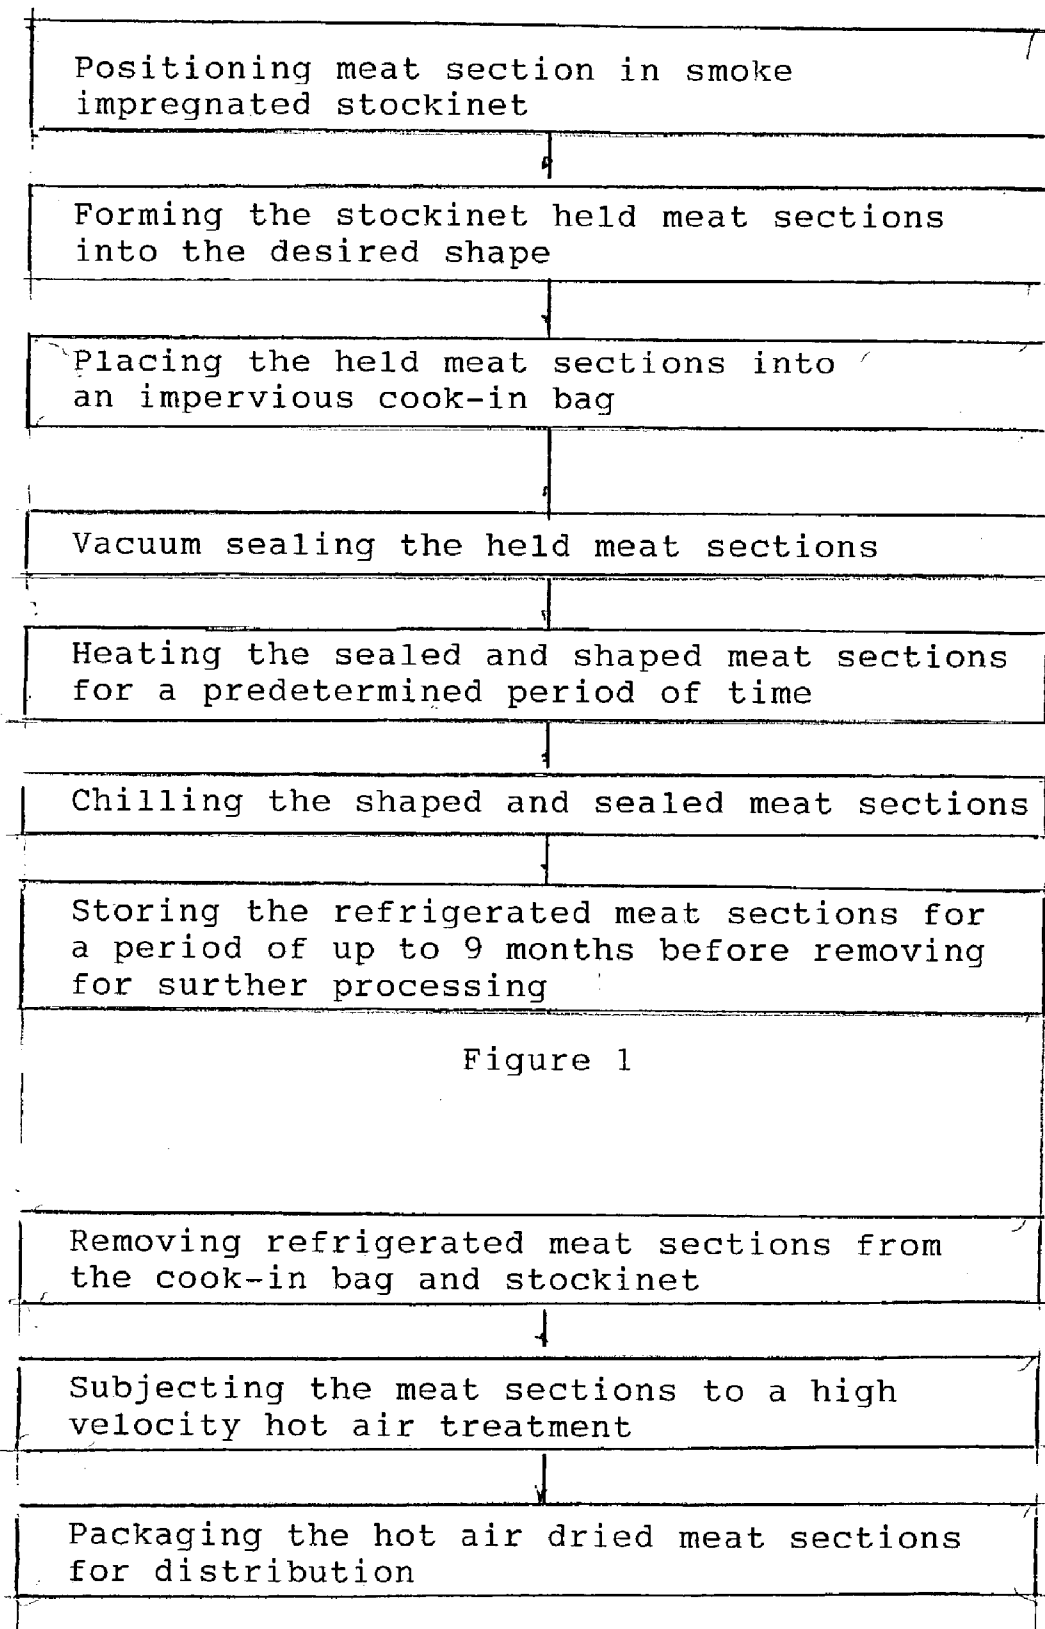 Positioning meat section in smoke
impregnated stockinet
Forming the stockinet held meat sections
into the desired shape
Placing the held meat sections into
an impervious cook-in bag
Vacuum sealing the held meat sections
Heating the sealed and shaped meat sections
for a predetermined period of time
Chilling the shaped and sealed meat sections
Storing the refrigerated meat sections for
a period of up to 9 months before removing
for surther processing
Figure 1
Removing refrigerated meat sections from
the cook-in bag and stockinet
Subjecting the meat sections to a high
velocity hot air treatment
Packaging the hot air dried meat sections
for distribution